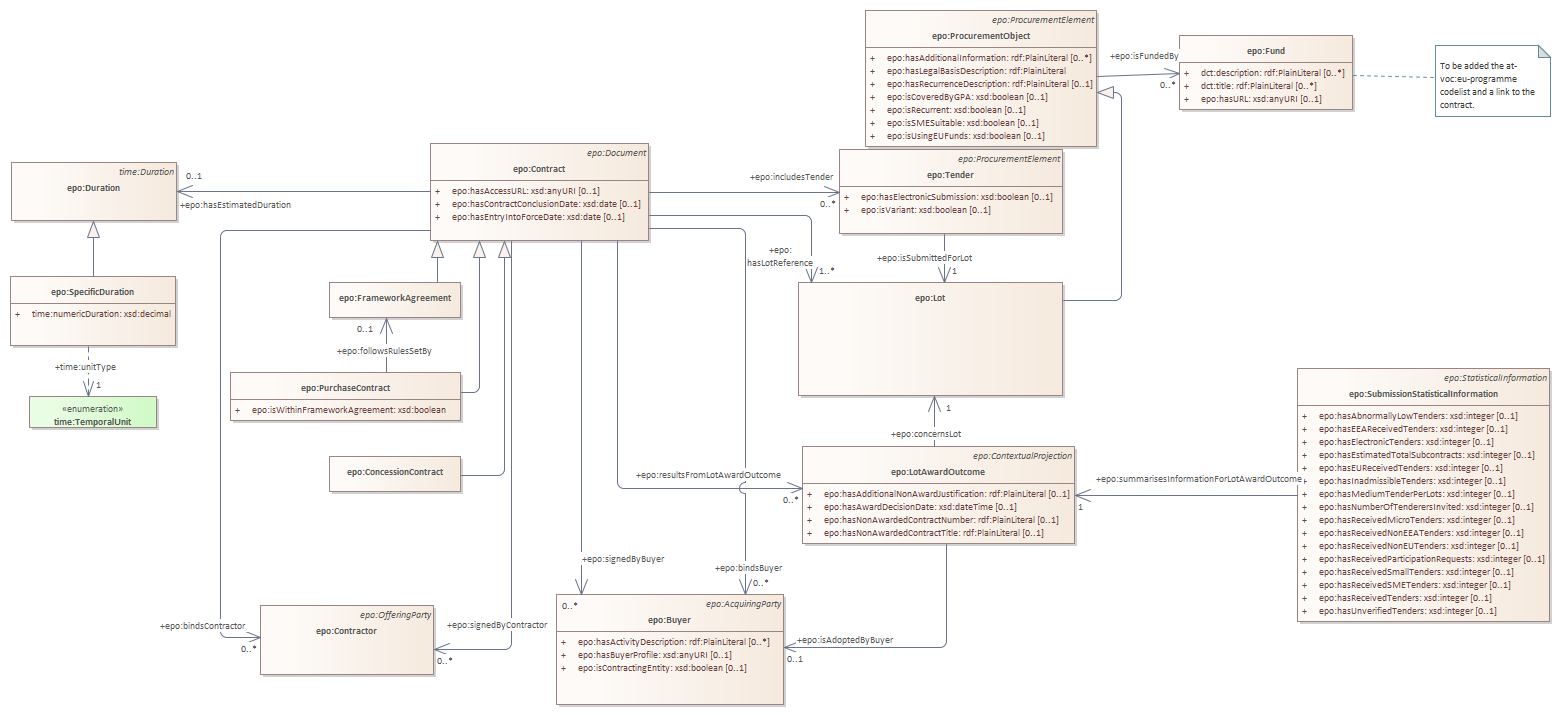 epo:ProcurementElement
epo:ProcurementObject
+ epo:hasAdditionalInformation: rdf:PlainLiteral [0..*]
+ epo:hasLegalBasisDescription: rdf:PlainLiteral
+ epo:hasRecurrenceDescription: rdf:PlainLiteral [0..1]
+ epo:isCoveredByGPA: xsd:boolean [0..1]
+ epo:isRecurrent: xsd:boolean [0..1]
+ epo:isSMESuitable: xsd:boolean [0..1]
+ epo:isUsingEUFunds: xsd:boolean [0..1]
+epo:isFundedBy
0..*
epo:Fund
+ dct:description: rdf:PlainLiteral [0..*]
+ dct:title: rdf:PlainLiteral [0..*]
+ epo:hasURL: xsd:anyURI [0..1]
To be added the at-
voc:eu-programme
codelist and a link to the
contract.
time:Duration
epo:Duration
0..1
+epo:hasEstimatedDuration
epo:Document
epo:Contract
+ epo:hasAccessURL: xsd:anyURI [0..1]
+ epo:hasContractConclusionDate: xsd:date [0..1]
+ epo:hasEntryIntoForceDate: xsd:date [0..1]
+epo:includesTender
0..*
epo:ProcurementElement
epo:Tender
+ epo:hasElectronicSubmission: xsd:boolean [0..1]
+ epo:isVariant: xsd:boolean [0..1]
+epo:
hasLotReference
1..*
+epo:isSubmittedForLot
1
epo:SpecificDuration
+ time:numericDuration: xsd:decimal
+time:unitType
1
«enumeration»
time:TemporalUnit
epo:FrameworkAgreement
0..1
+epo:followsRulesSetBy
epo:PurchaseContract
+ epo:isWithinFrameworkAgreement: xsd:boolean
epo:ConcessionContract
epo:Lot
1
+epo:concernsLot
epo:ContextualProjection
epo:LotAwardOutcome
+ epo:hasAdditionalNonAwardJustification: rdf:PlainLiteral [0..1]
+ epo:hasAwardDecisionDate: xsd:dateTime [0..1]
+ epo:hasNonAwardedContractNumber: rdf:PlainLiteral [0..1]
+ epo:hasNonAwardedContractTitle: rdf:PlainLiteral [0..1]
+epo:resultsFromLotAwardOutcome
0..*
+epo:summarisesInformationForLotAwardOutcome
1
epo:StatisticalInformation
epo:SubmissionStatisticalInformation
+ epo:hasAbnormallyLowTenders: xsd:integer [0..1]
+ epo:hasEEAReceivedTenders: xsd:integer [0..1]
+ epo:hasElectronicTenders: xsd:integer [0..1]
+ epo:hasEstimatedTotalSubcontracts: xsd:integer [0..1]
+ epo:hasEUReceivedTenders: xsd:integer [0..1]
+ epo:hasInadmissibleTenders: xsd:integer [0..1]
+ epo:hasMediumTenderPerLots: xsd:integer [0..1]
+ epo:hasNumberOfTenderersInvited: xsd:integer [0..1]
+ epo:hasReceivedMicroTenders: xsd:integer [0..1]
+ epo:hasReceivedNonEEATenders: xsd:integer [0..1]
+ epo:hasReceivedNonEUTenders: xsd:integer [0..1]
+ epo:hasReceivedParticipationRequests: xsd:integer [0..1]
+ epo:hasReceivedSmallTenders: xsd:integer [0..1]
+ epo:hasReceivedSMETenders: xsd:integer [0..1]
+ epo:hasReceivedTenders: xsd:integer [0..1]
+ epo:hasUnverifiedTenders: xsd:integer [0..1]
+epo:signedByBuyer
0..*
+epo:bindsBuyer
0..*
+epo:bindsContractor
0..*
epo:OfferingParty
epo:Contractor
+epo:signedByContractor
0..*
epo:AcquiringParty
epo:Buyer
+ epo:hasActivityDescription: rdf:PlainLiteral [0..*]
+ epo:hasBuyerProfile: xsd:anyURI [0..1]
+ epo:isContractingEntity: xsd:boolean [0..1]
+epo:isAdoptedByBuyer
0..1